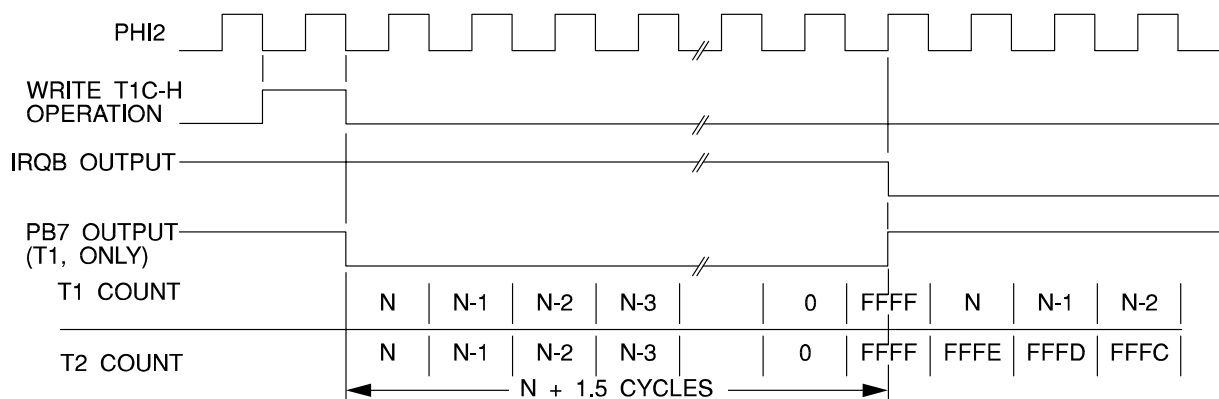 PHI2
WRITE T1C-H
OPERATION
IRQB OUTPUT
PB7 OUTPUT
(T1, ONLY)
T1 COUNT
N N-1 N-2 N-3 0 FFFF N N-1 N-2
T2 COUNT
N N-1 N-2 N-3 0 FFFF FFFE FFFD FFFC
N + 1.5 CYCLES